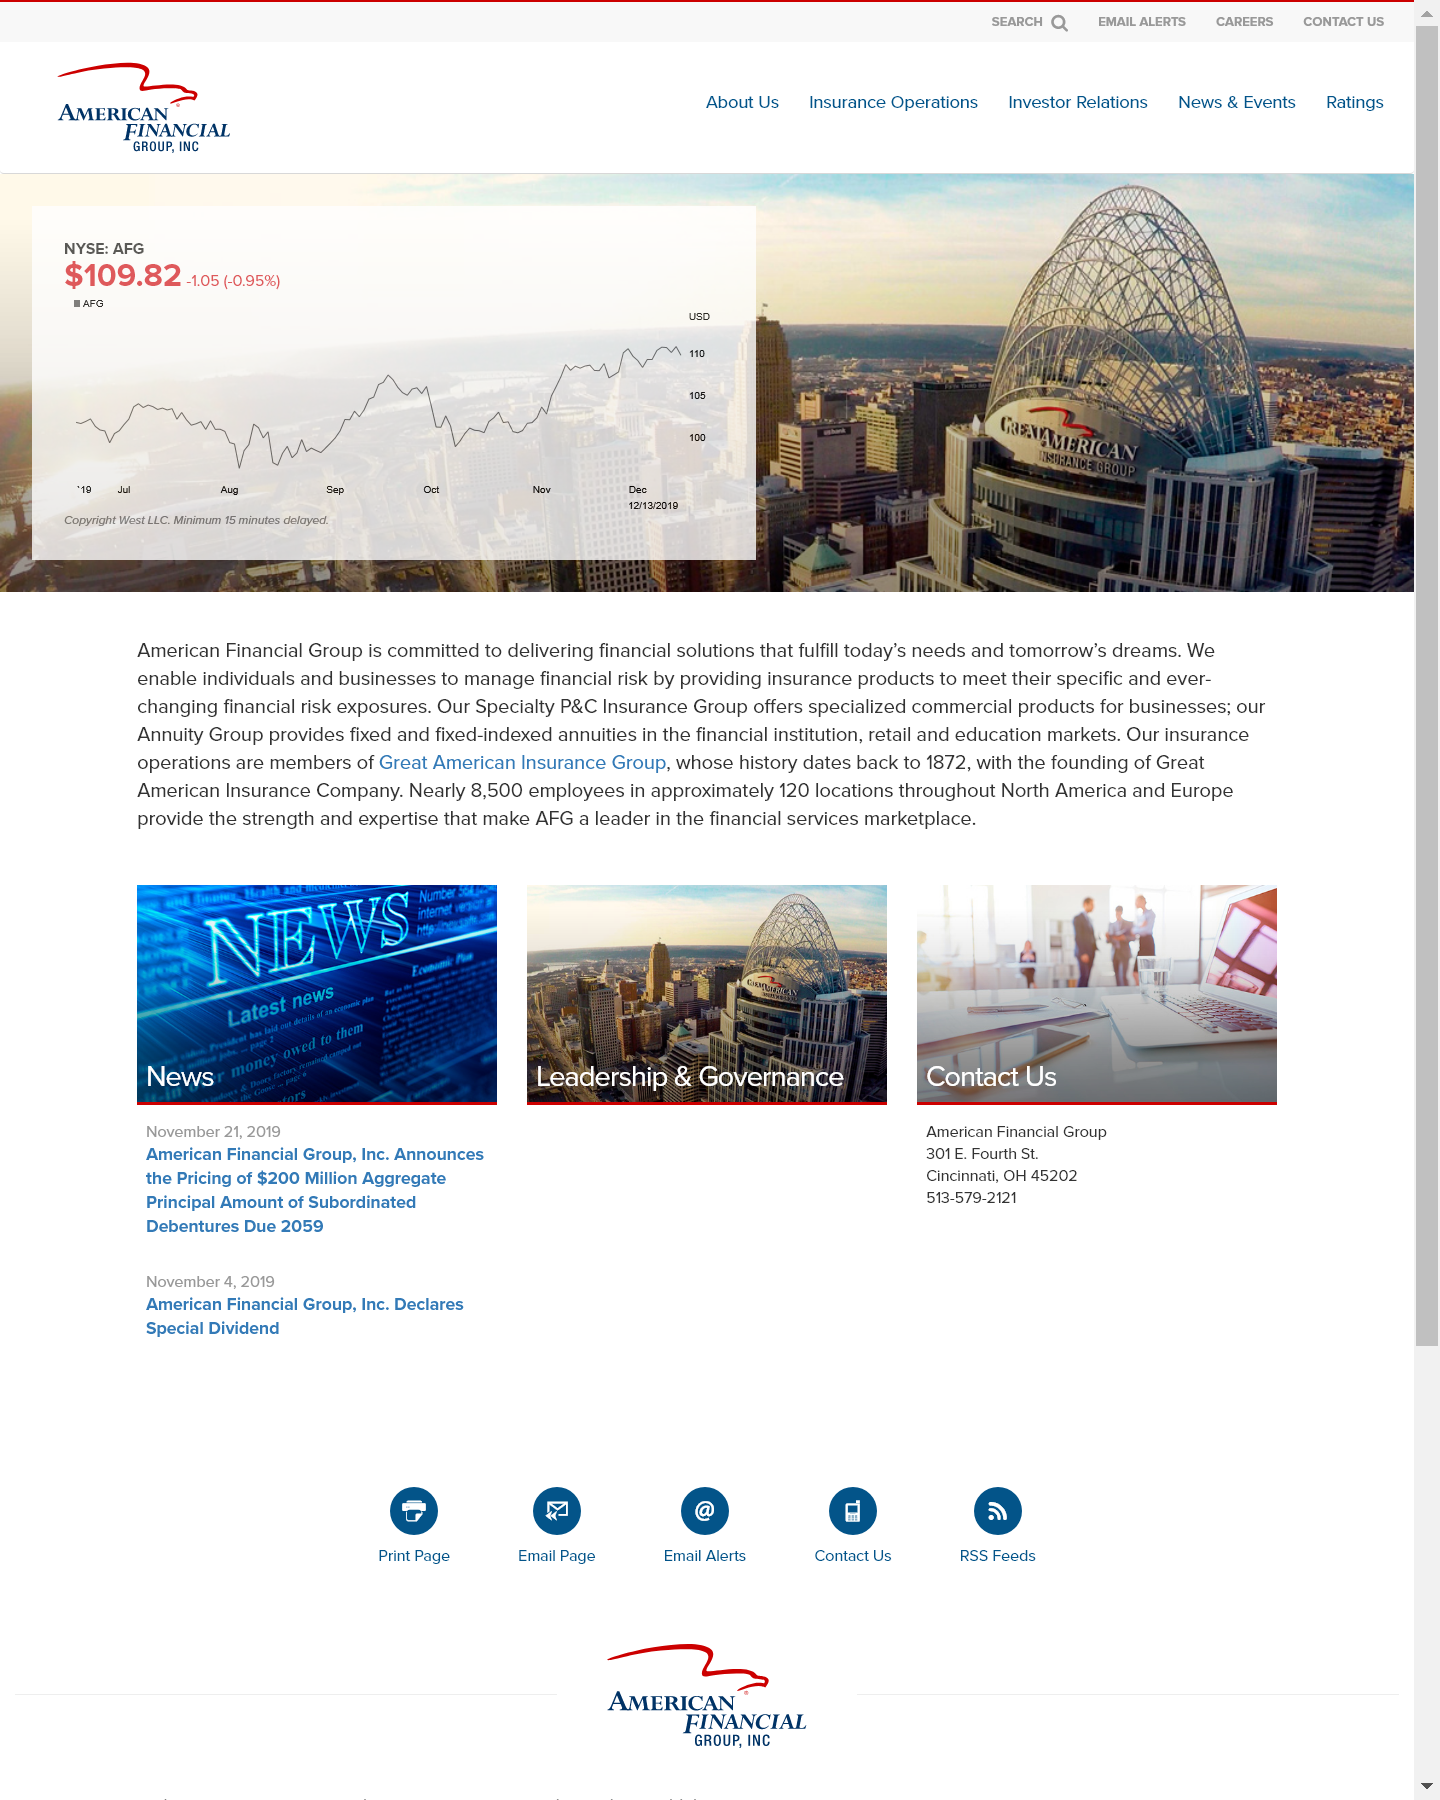 SEARCH
EMAIL ALERTS
CAREERS
CONTACT US
AMERICAN
FINANCIAL
GROUP, INC
About Us
Insurance Operations
Investor Relations
News & Events
Ratings
NYSE: AFG
$109.82 -1.05 (-0.95%)
AFG
USD
110
105
100
`19 Jul Aug Sep Oct Nov Dec
12/13/2019
Copyright West LLC. Minimum 15 minutes delayed.
GREAT AMERICAN
INSURANCE GROUP
American Financial Group is committed to delivering financial solutions that fulfill today’s needs and tomorrow’s dreams. We
enable individuals and businesses to manage financial risk by providing insurance products to meet their specific and ever-
changing financial risk exposures. Our Specialty P&C Insurance Group offers specialized commercial products for businesses; our
Annuity Group provides fixed and fixed-indexed annuities in the financial institution, retail and education markets. Our insurance
operations are members of Great American Insurance Group, whose history dates back to 1872, with the founding of Great
American Insurance Company. Nearly 8,500 employees in approximately 120 locations throughout North America and Europe
provide the strength and expertise that make AFG a leader in the financial services marketplace.
NEWS
Latest news
Economic Plan
money owed to them
News
Leadership & Governance
Contact Us
November 21, 2019
American Financial Group, Inc. Announces
the Pricing of $200 Million Aggregate
Principal Amount of Subordinated
Debentures Due 2059
November 4, 2019
American Financial Group, Inc. Declares
Special Dividend
American Financial Group
301 E. Fourth St.
Cincinnati, OH 45202
513-579-2121
Print Page
Email Page
Email Alerts
Contact Us
RSS Feeds
AMERICAN
FINANCIAL
GROUP, INC